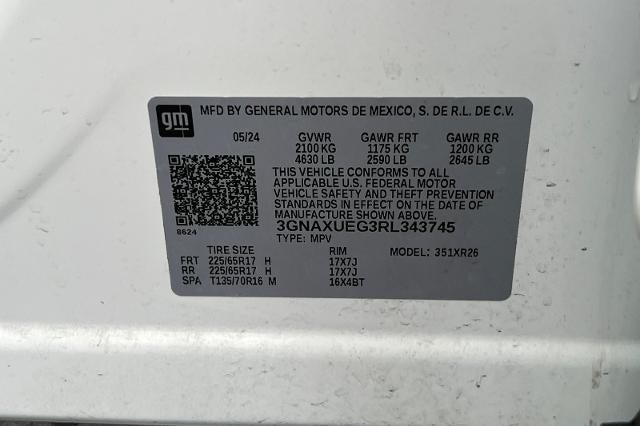 gm MFD BY GENERAL MOTORS DE MEXICO, S. DE R.L. DE C.V.
05/24 GVWR GAWR FRT GAWR RR
2100 KG 1175 KG 1200 KG
4630 LB 2590 LB 2645 LB
THIS VEHICLE CONFORMS TO ALL
APPLICABLE U.S. FEDERAL MOTOR
VEHICLE SAFETY AND THEFT PREVENTION
STANDARDS IN EFFECT ON THE DATE OF
MANUFACTURE SHOWN ABOVE.
8624 3GNAXUEG3RL343745
TYPE: MPV MODEL: 351XR26
TIRE SIZE RIM
FRT 225/65R17 H 17X7J
RR 225/65R17 H 17X7J
SPA T135/70R16 M 16X4BT